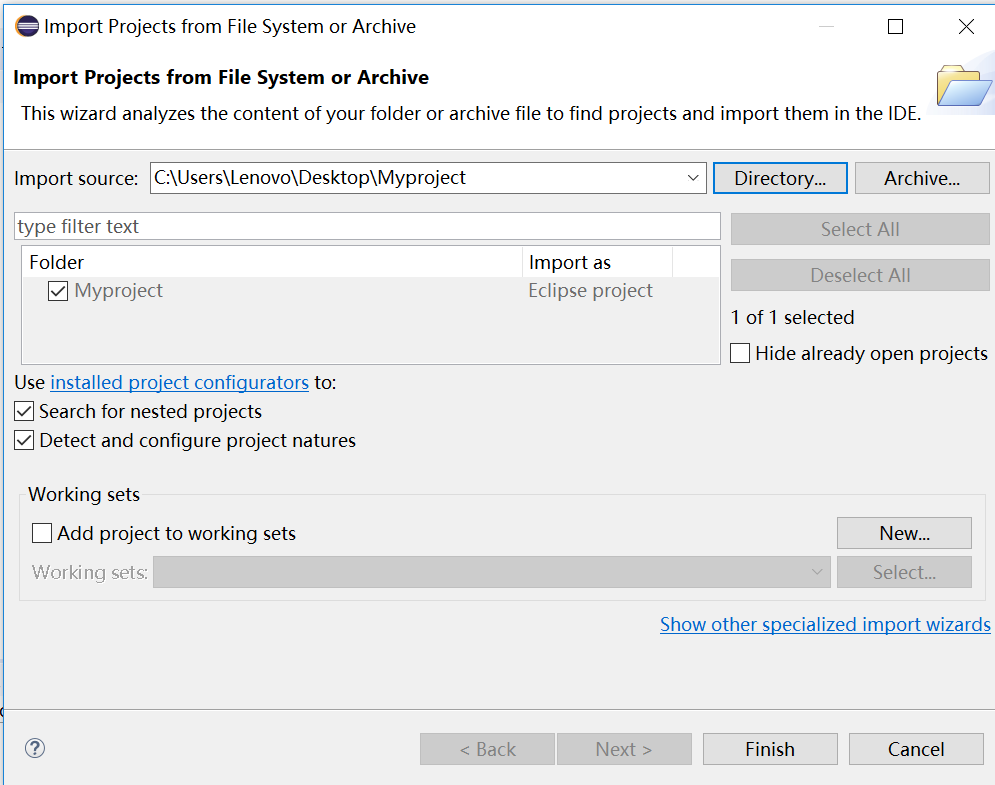 Import Projects from File System or Archive
Import Projects from File System or Archive
This wizard analyzes the content of your folder or archive file to find projects and import them in the IDE.
Import source: C:\Users\Lenovo\Desktop\Myproject Directory... Archive...
type filter text Select All
Folder Import as
Deselect All
Myproject Eclipse project
1 of 1 selected
Hide already open projects
Use installed project configurators to:
Search for nested projects
Detect and configure project natures
Working sets
Add project to working sets New...
Working sets: Select...
Show other specialized import wizards
? < Back Next > Finish Cancel